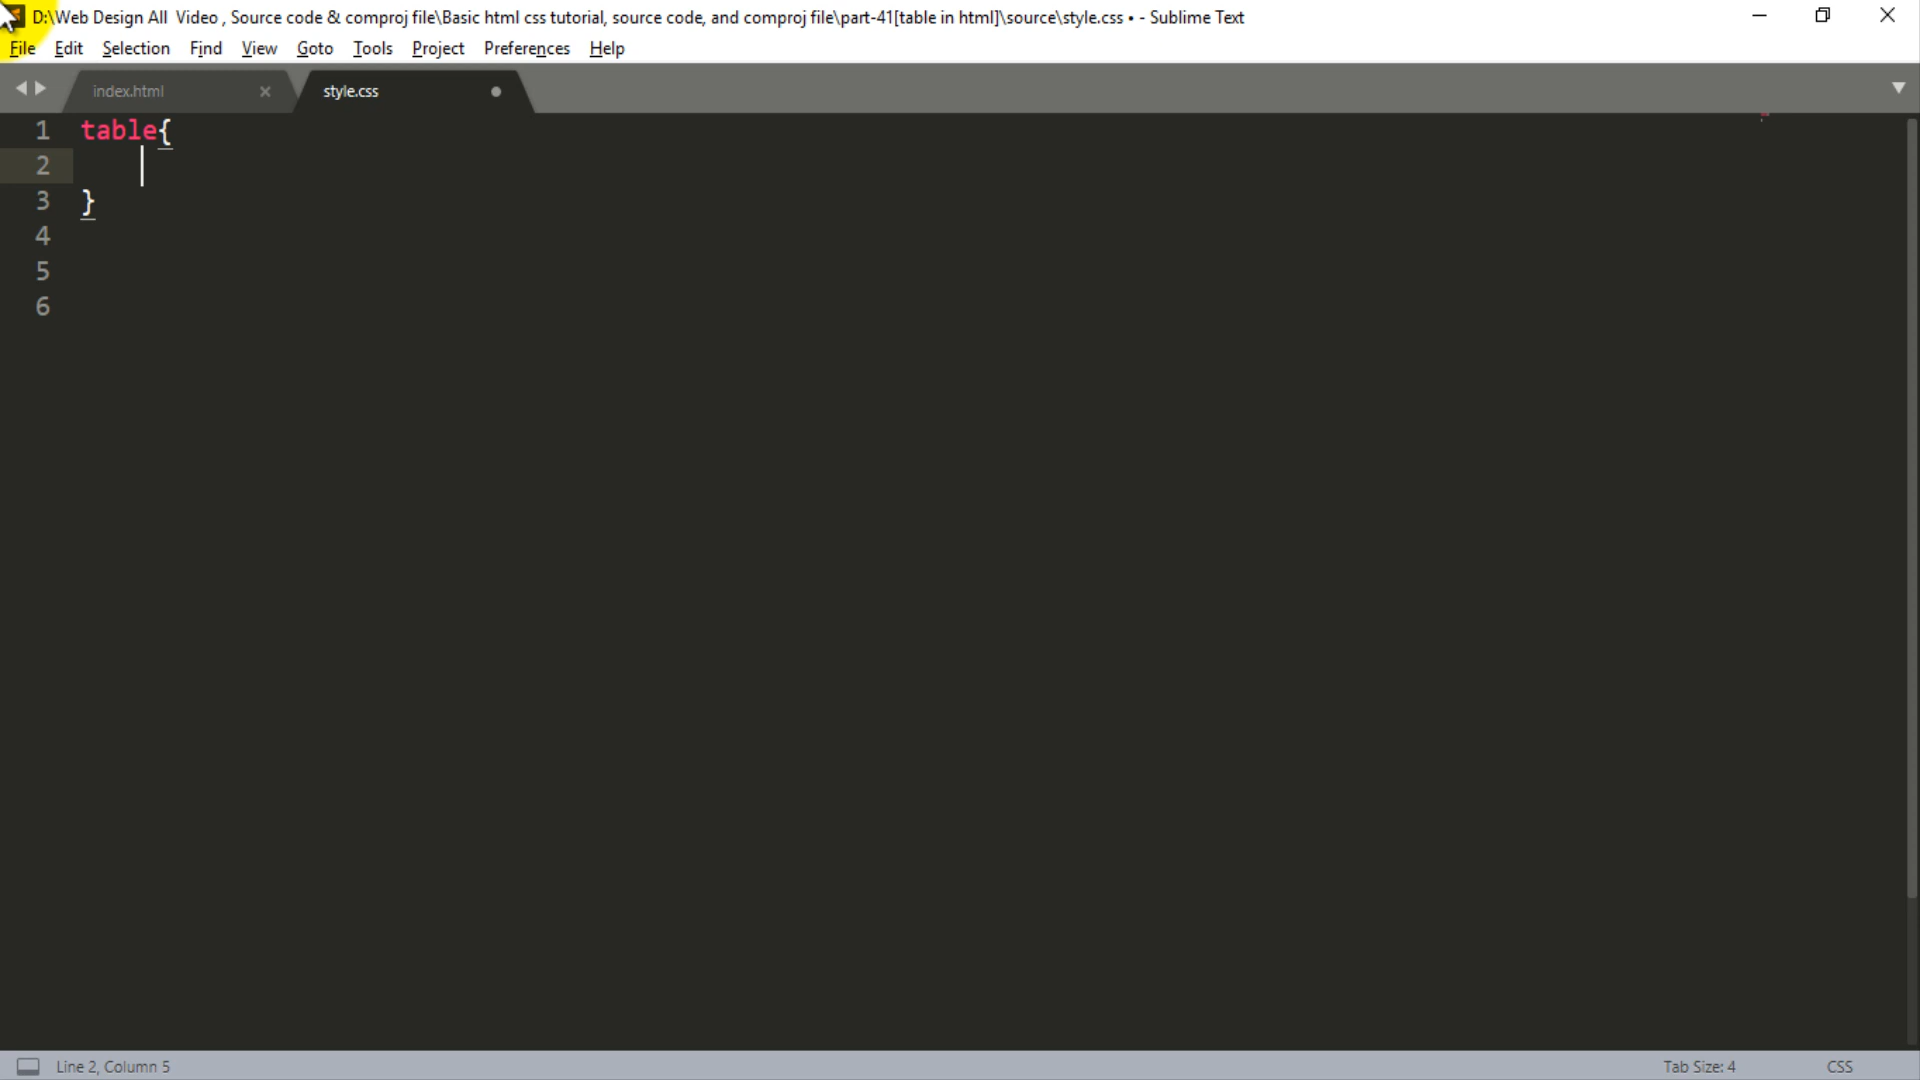 D:\Web Design All  Video , Source code & comproj file\Basic html css tutorial, source code, and comproj file\part-41[table in html]\source\style.css • - Sublime Text
File Edit Selection Find View Goto Tools Project Preferences Help
index.html style.css
1 table{
2
3 }
4
5
6
Line 2, Column 5 Tab Size: 4 CSS